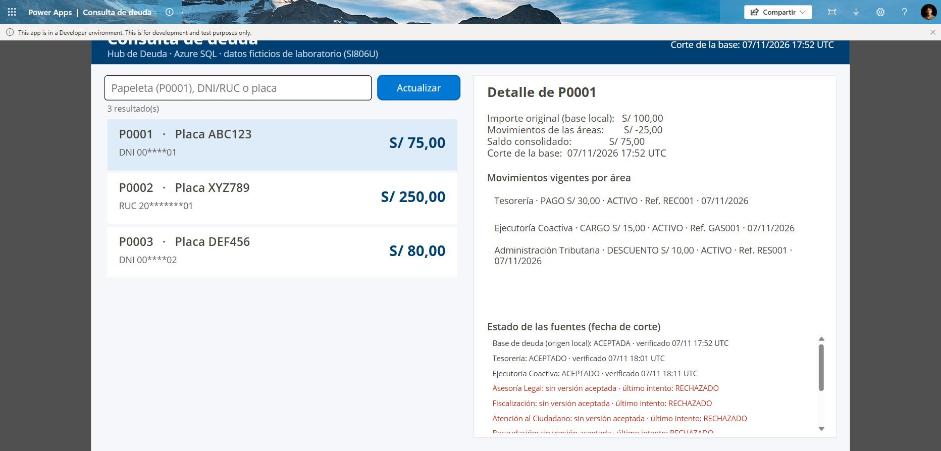 Power Apps | Consulta de deuda
Compartir
This app is in a Developer environment. This is for development and test purposes only.
Consulta de deuda
Hub de Deuda · Azure SQL · datos ficticios de laboratorio (SI806U)
Corte de la base: 07/11/2026 17:52 UTC
Papeleta (P0001), DNI/RUC o placa
Actualizar
3 resultado(s)
P0001 · Placa ABC123
DNI 00****01
S/ 75,00
P0002 · Placa XYZ789
RUC 20*******01
S/ 250,00
P0003 · Placa DEF456
DNI 00****02
S/ 80,00
Detalle de P0001
Importe original (base local): S/ 100,00
Movimientos de las áreas: S/ -25,00
Saldo consolidado: S/ 75,00
Corte de la base: 07/11/2026 17:52 UTC
Movimientos vigentes por área
Tesorería · PAGO S/ 30,00 · ACTIVO · Ref. REC001 · 07/11/2026
Ejecutoría Coactiva · CARGO S/ 15,00 · ACTIVO · Ref. GAS001 · 07/11/2026
Administración Tributaria · DESCUENTO S/ 10,00 · ACTIVO · Ref. RES001 ·
07/11/2026
Estado de las fuentes (fecha de corte)
Base de deuda (origen local): ACEPTADA · verificado 07/11 17:52 UTC
Tesorería: ACEPTADO · verificado 07/11 18:01 UTC
Ejecutoría Coactiva: ACEPTADO · verificado 07/11 18:11 UTC
Asesoría Legal: sin versión aceptada · último intento: RECHAZADO
Fiscalización: sin versión aceptada · último intento: RECHAZADO
Atención al Ciudadano: sin versión aceptada · último intento: RECHAZADO
sin versión aceptada · último intento: RECHAZADO